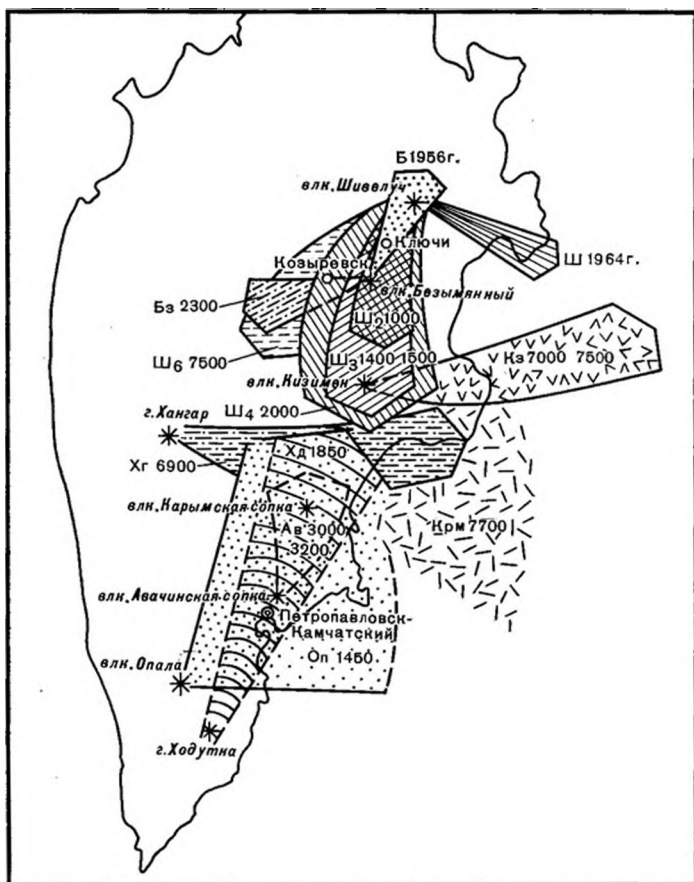 Б 1956г.
влк. Шивелуч
Ключи
Козыревск
Ш 1964г.
влк. Безымянный
Бз 2300
Ш₂ 1000
Ш₆ 7500
Ш₃ 1400 1500
Кз 7000 7500
влк. Кизимен
г. Хангар
Ш₄ 2000
Хд 1850
Хг 6900
влк. Карымская сопка
Ав 3000
3200
Крм 7700
влк. Авачинская сопка
Петропавловск-
Камчатский
Оп 1450
влк. Опала
г. Ходутка